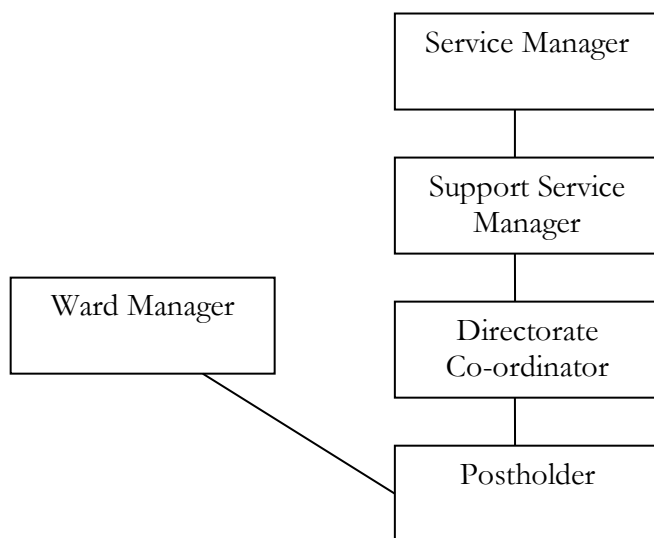 Service Manager
Support Service
Manager
Ward Manager
Directorate
Co-ordinator
Postholder